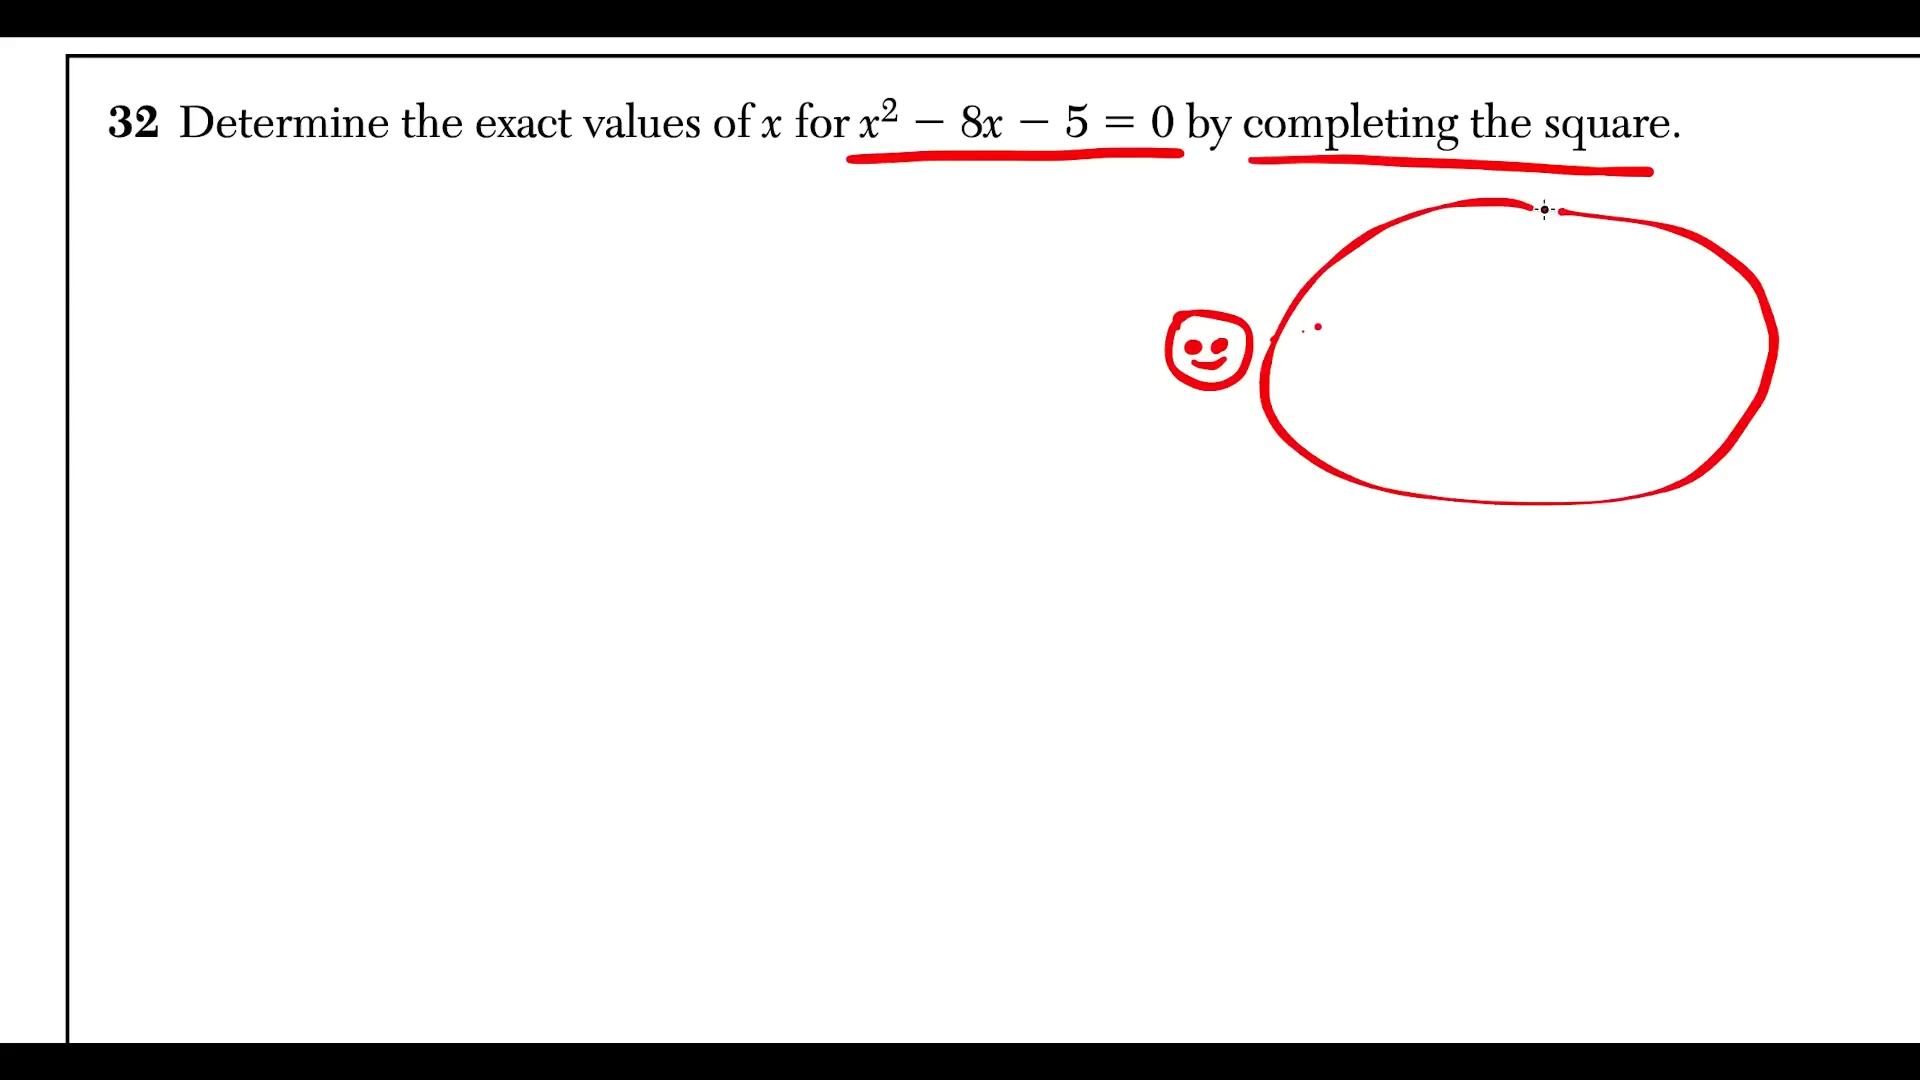 32 Determine the exact values of x for x² − 8x − 5 = 0 by completing the square.